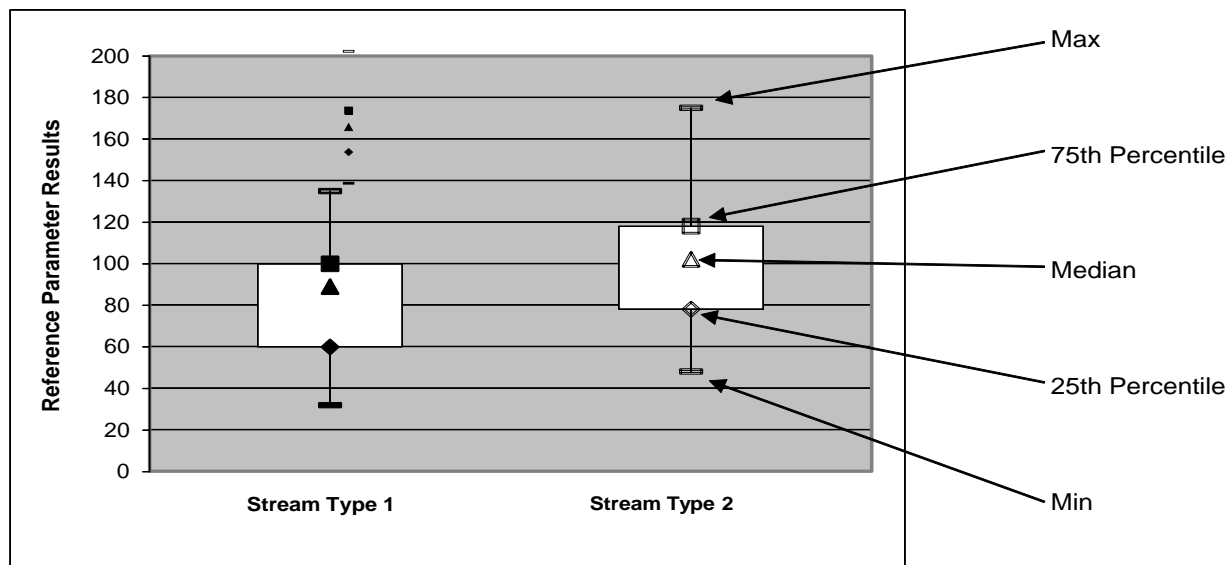 Reference Parameter Results
200
180
160
140
120
100
80
60
40
20
0
Stream Type 1
Stream Type 2
Max
75th Percentile
Median
25th Percentile
Min